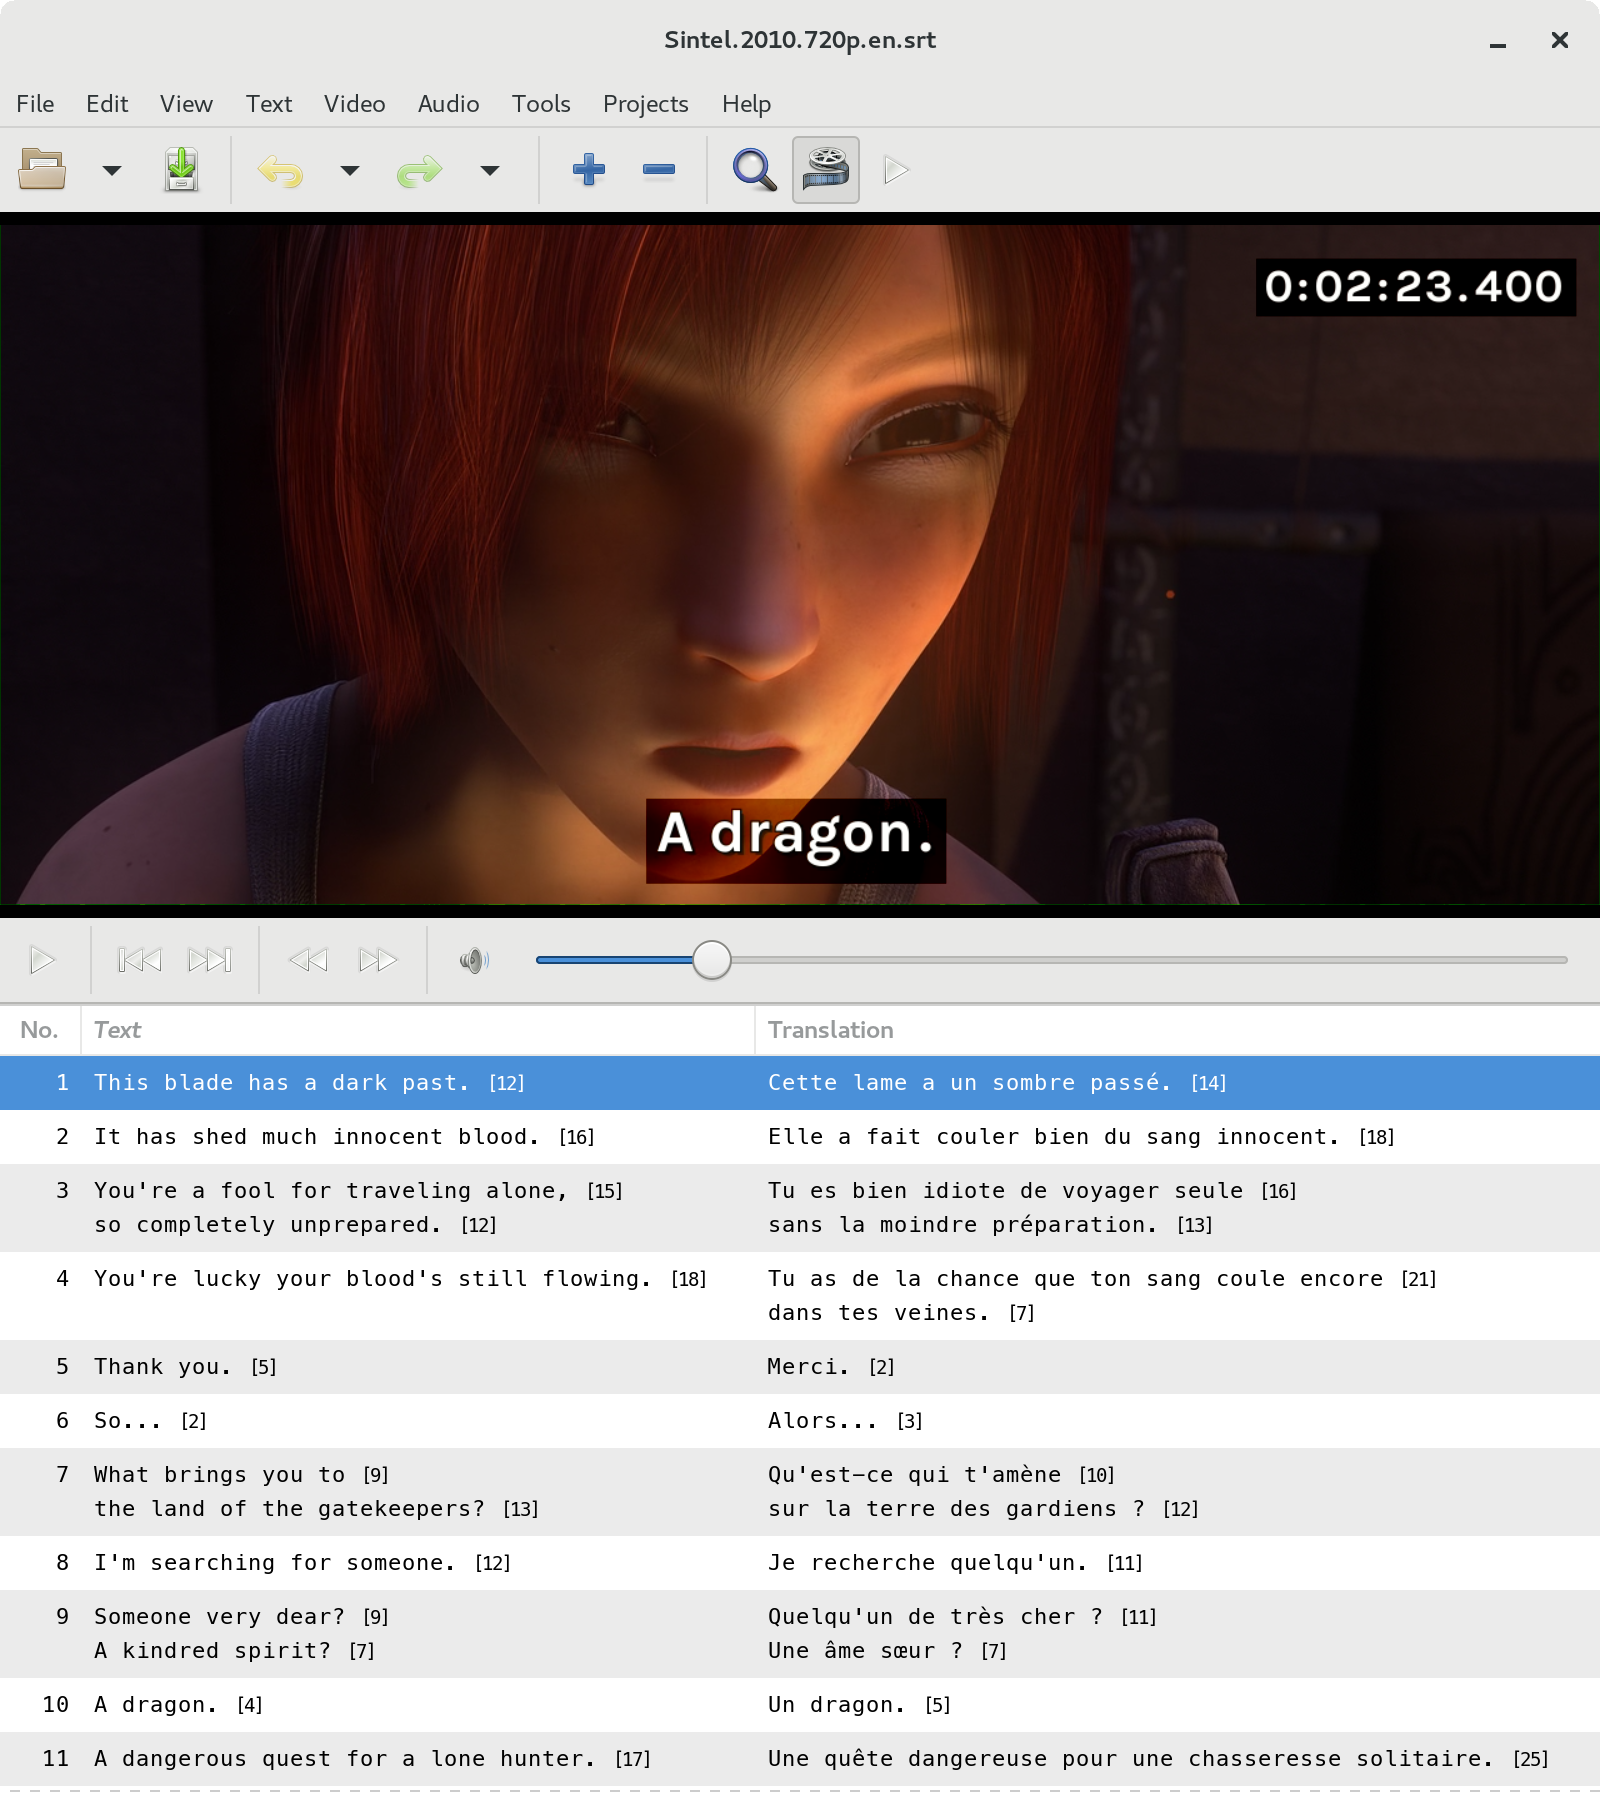 Sintel.2010.720p.en.srt
File Edit View Text Video Audio Tools Projects Help
0:02:23.400
A dragon.
No. Text Translation
1 This blade has a dark past. [12] Cette lame a un sombre passé. [14]
2 It has shed much innocent blood. [16] Elle a fait couler bien du sang innocent. [18]
3 You're a fool for traveling alone, [15] Tu es bien idiote de voyager seule [16]
so completely unprepared. [12] sans la moindre préparation. [13]
4 You're lucky your blood's still flowing. [18] Tu as de la chance que ton sang coule encore [21]
dans tes veines. [7]
5 Thank you. [5] Merci. [2]
6 So... [2] Alors... [3]
7 What brings you to [9] Qu'est-ce qui t'amène [10]
the land of the gatekeepers? [13] sur la terre des gardiens ? [12]
8 I'm searching for someone. [12] Je recherche quelqu'un. [11]
9 Someone very dear? [9] Quelqu'un de très cher ? [11]
A kindred spirit? [7] Une âme sœur ? [7]
10 A dragon. [4] Un dragon. [5]
11 A dangerous quest for a lone hunter. [17] Une quête dangereuse pour une chasseresse solitaire. [25]